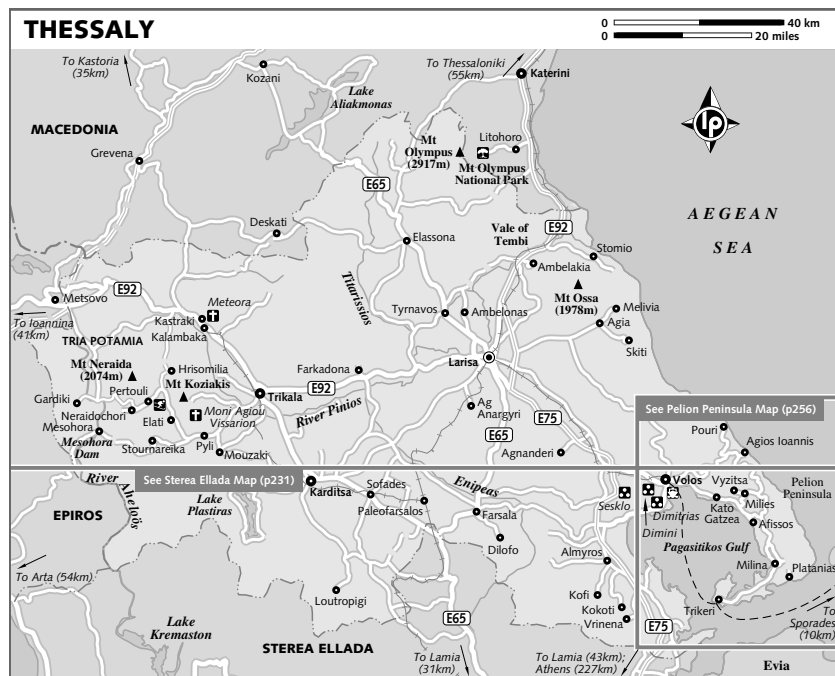 THESSALY
0 40 km
0 20 miles
To Kastoria
(35km)
Kozani
Lake
Aliakmonas
To Thessaloniki
(55km)
Katerini
lp
MACEDONIA
Grevena
Mt
Olympus
(2917m)
Litohoro
Mt Olympus
National Park
E65
AEGEAN
SEA
Deskati
Elassona
Vale of
Tembi
E92
Stomio
Ambelakia
Mt Ossa
(1978m)
Titarissios
Metsovo
E92
Meteora
Kastraki
Kalambaka
Tyrnavos
Ambelonas
Melivia
Agia
Skiti
To Ioannina
(41km)
TRIA POTAMIA
Mt Neraida
(2074m)
Hrisomilia
Farkadona
Larisa
Pertouli
Mt Koziakis
Trikala
E92
River Pinios
Gardiki
Neraidochori
Moni Agiou
Vissarion
Ag
Anargyri
E75
See Pelion Peninsula Map (p256)
Mesohora
Elati
Pouri
Mesohora
Dam
Stournareika
Pyli
Mouzaki
E65
Agnanderi
Agios Ioannis
River
Aheloös
See Sterea Ellada Map (p231)
Karditsa
Sofades
Enipeas
Volos
Vyzitsa
Pelion
Peninsula
Lake
Plastiras
Paleofarsalos
Sesklo
Milies
Kato
Gatzea
EPIROS
Farsala
Dimitrias
Dimini
Afissos
Dilofo
Pagasitikos Gulf
Almyros
To Arta (54km)
Milina
Platanias
Loutropigi
Kofi
Kokoti
Vrinena
Trikeri
Lake
Kremaston
E65
E75
To
Sporades
(10km)
STEREA ELLADA
To Lamia
(31km)
To Lamia (43km);
Athens (227km)
Evia